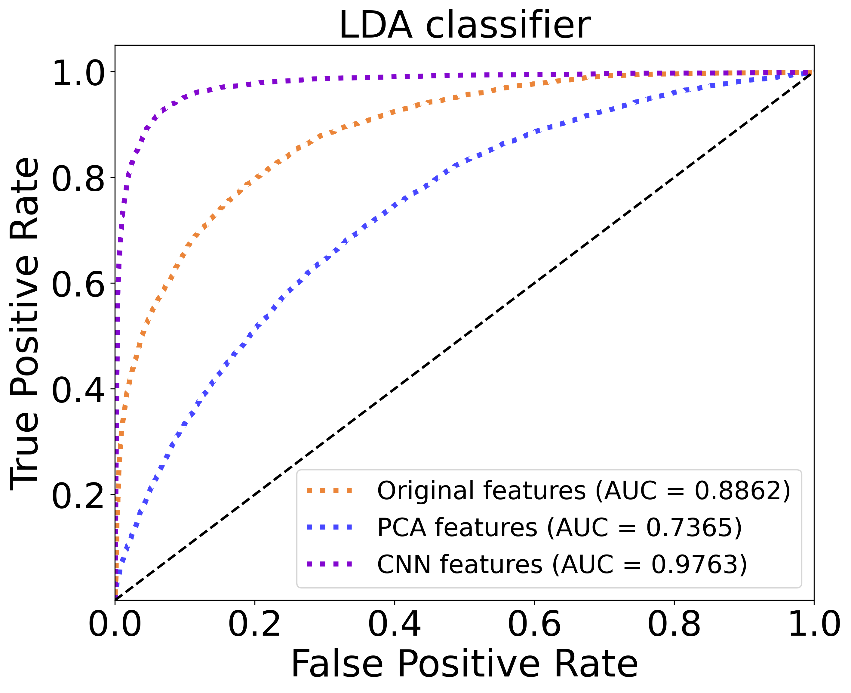 LDA classifier
True Positive Rate
1.0
0.8
0.6
0.4
0.2
Original features (AUC = 0.8862)
PCA features (AUC = 0.7365)
CNN features (AUC = 0.9763)
0.0 0.2 0.4 0.6 0.8 1.0
False Positive Rate